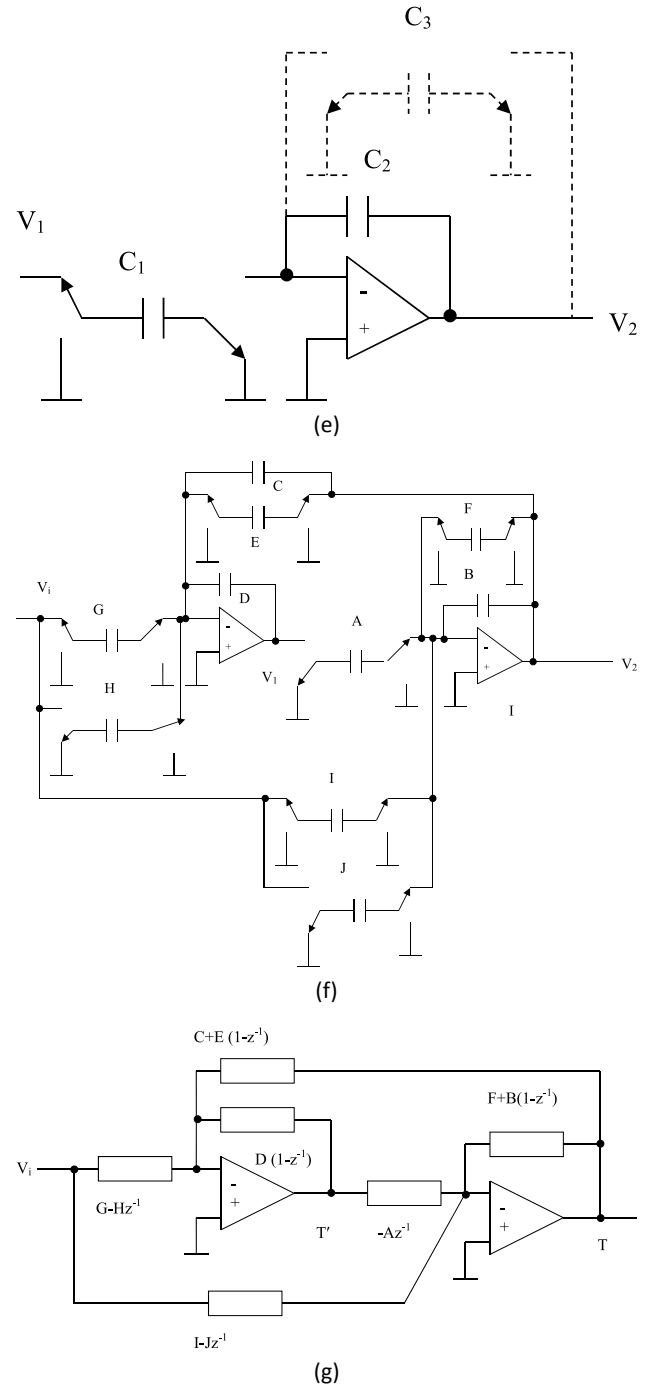 C₃
C₂
V₁
C₁
-
+
V₂
(e)
C
F
E
Vᵢ
B
D
G
A
-
+
-
+
H
V₁
V₂
I
I
J
(f)
C+E (1-z⁻¹)
F+B(1-z⁻¹)
Vᵢ
D (1-z⁻¹)
-
+
-
+
G-Hz⁻¹
T′
-Az⁻¹
T
I-Jz⁻¹
(g)